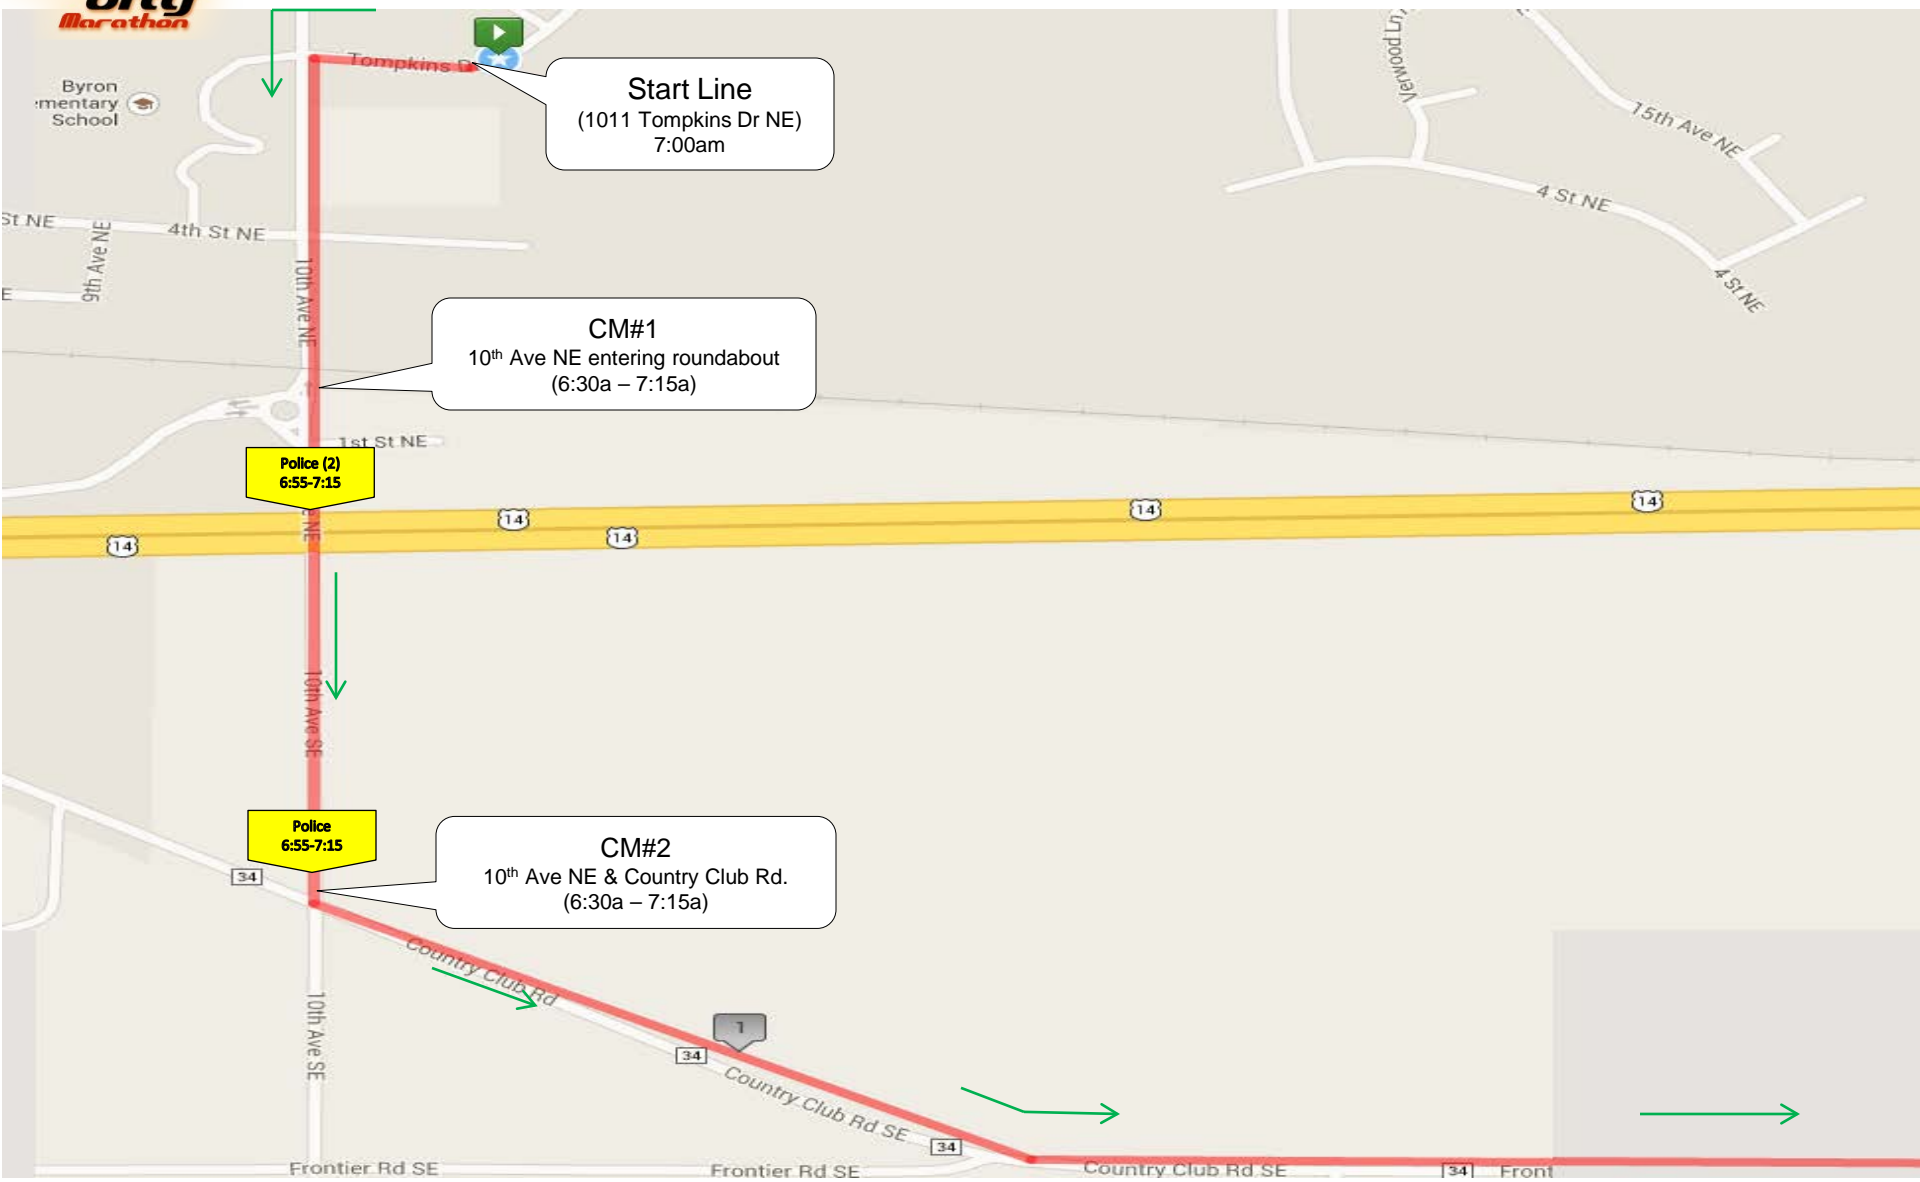 Marathon
Tompkins
Byron
ementary
School
Start Line
(1011 Tompkins Dr NE)
7:00am
Verwood Ln
15th Ave NE
4 St NE
4 St NE
St NE
9th Ave NE
4th St NE
E
10th Ave NE
CM#1
10th Ave NE entering roundabout
(6:30a – 7:15a)
1st St NE
Police (2)
6:55-7:15
e NE
14
14
14
14
14
10th Ave SE
Police
6:55-7:15
34
CM#2
10th Ave NE & Country Club Rd.
(6:30a – 7:15a)
Country Club Rd
10th Ave SE
1
34
Country Club Rd SE
34
Frontier Rd SE
Frontier Rd SE
Country Club Rd SE
34
Front